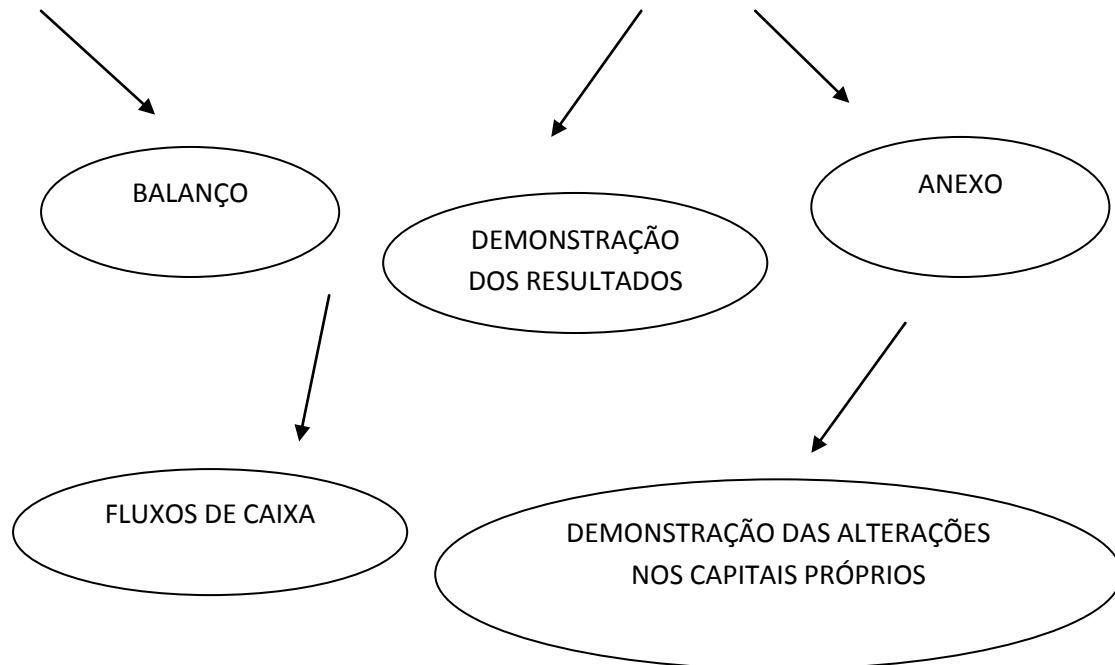 BALANÇO
ANEXO
DEMONSTRAÇÃO
DOS RESULTADOS
FLUXOS DE CAIXA
DEMONSTRAÇÃO DAS ALTERAÇÕES
NOS CAPITAIS PRÓPRIOS